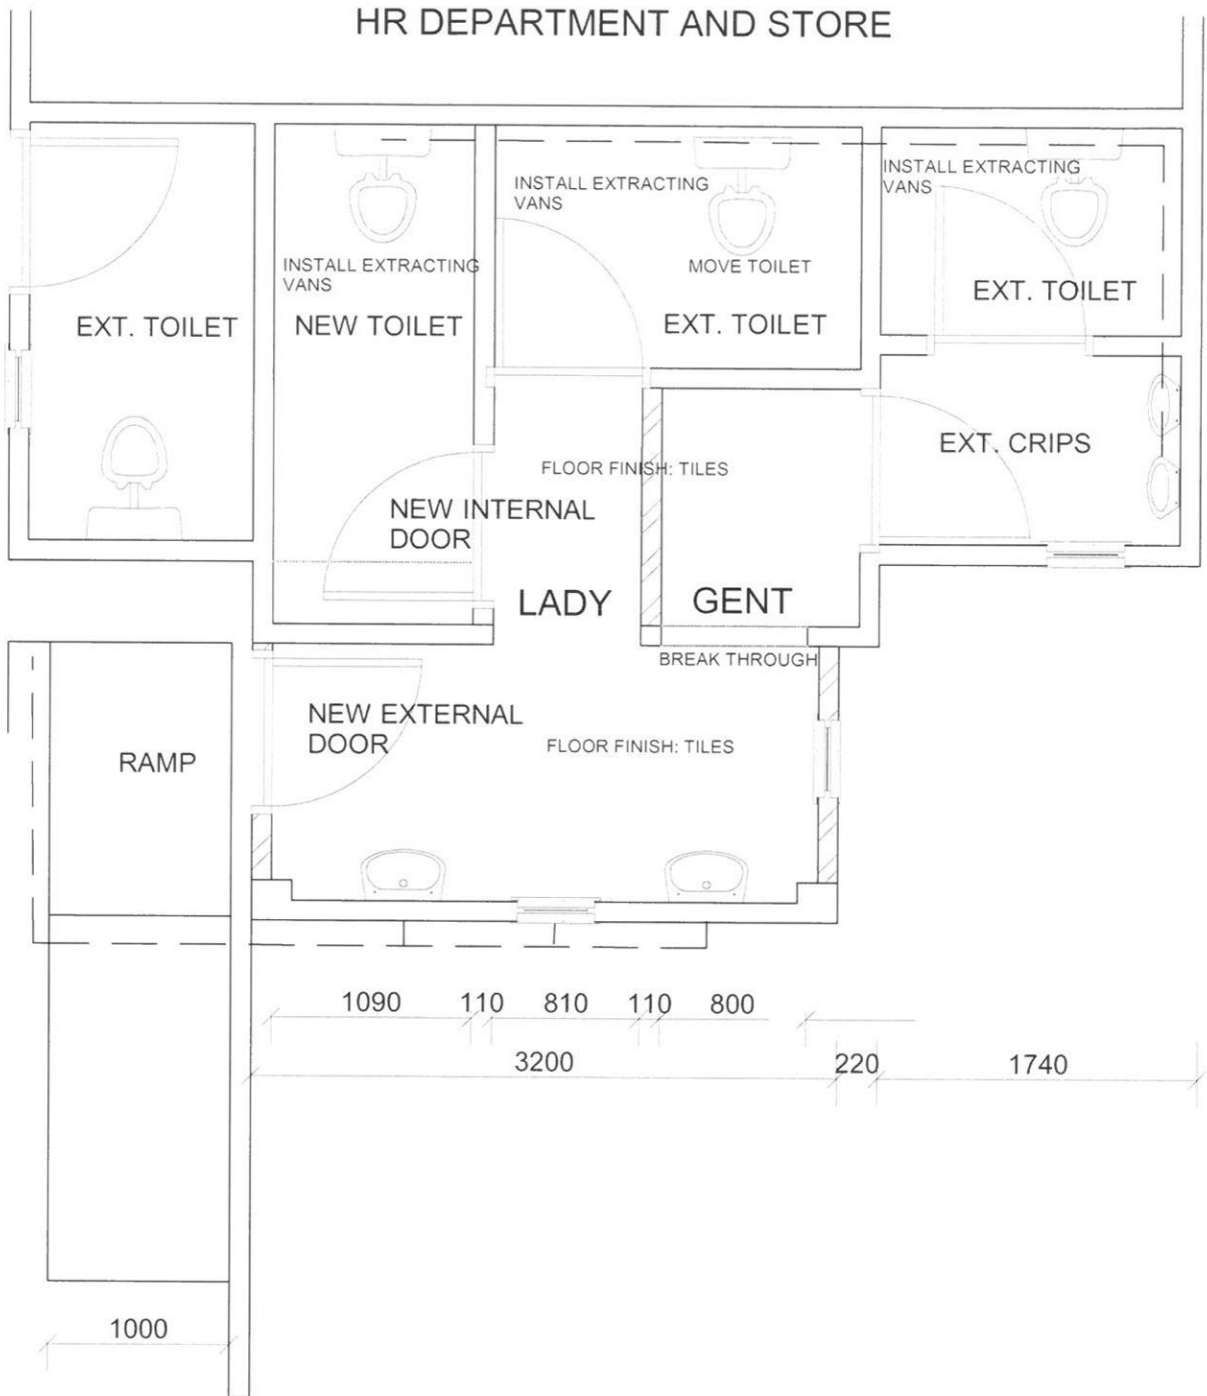 HR DEPARTMENT AND STORE
INSTALL EXTRACTING
VANS
INSTALL EXTRACTING
VANS
INSTALL EXTRACTING
VANS
MOVE TOILET
EXT. TOILET
EXT. TOILET
NEW TOILET
EXT. TOILET
EXT. CRIPS
FLOOR FINISH: TILES
NEW INTERNAL
DOOR
LADY
GENT
BREAK THROUGH
NEW EXTERNAL
DOOR
FLOOR FINISH: TILES
RAMP
1090
110
810
110
800
3200
220
1740
1000